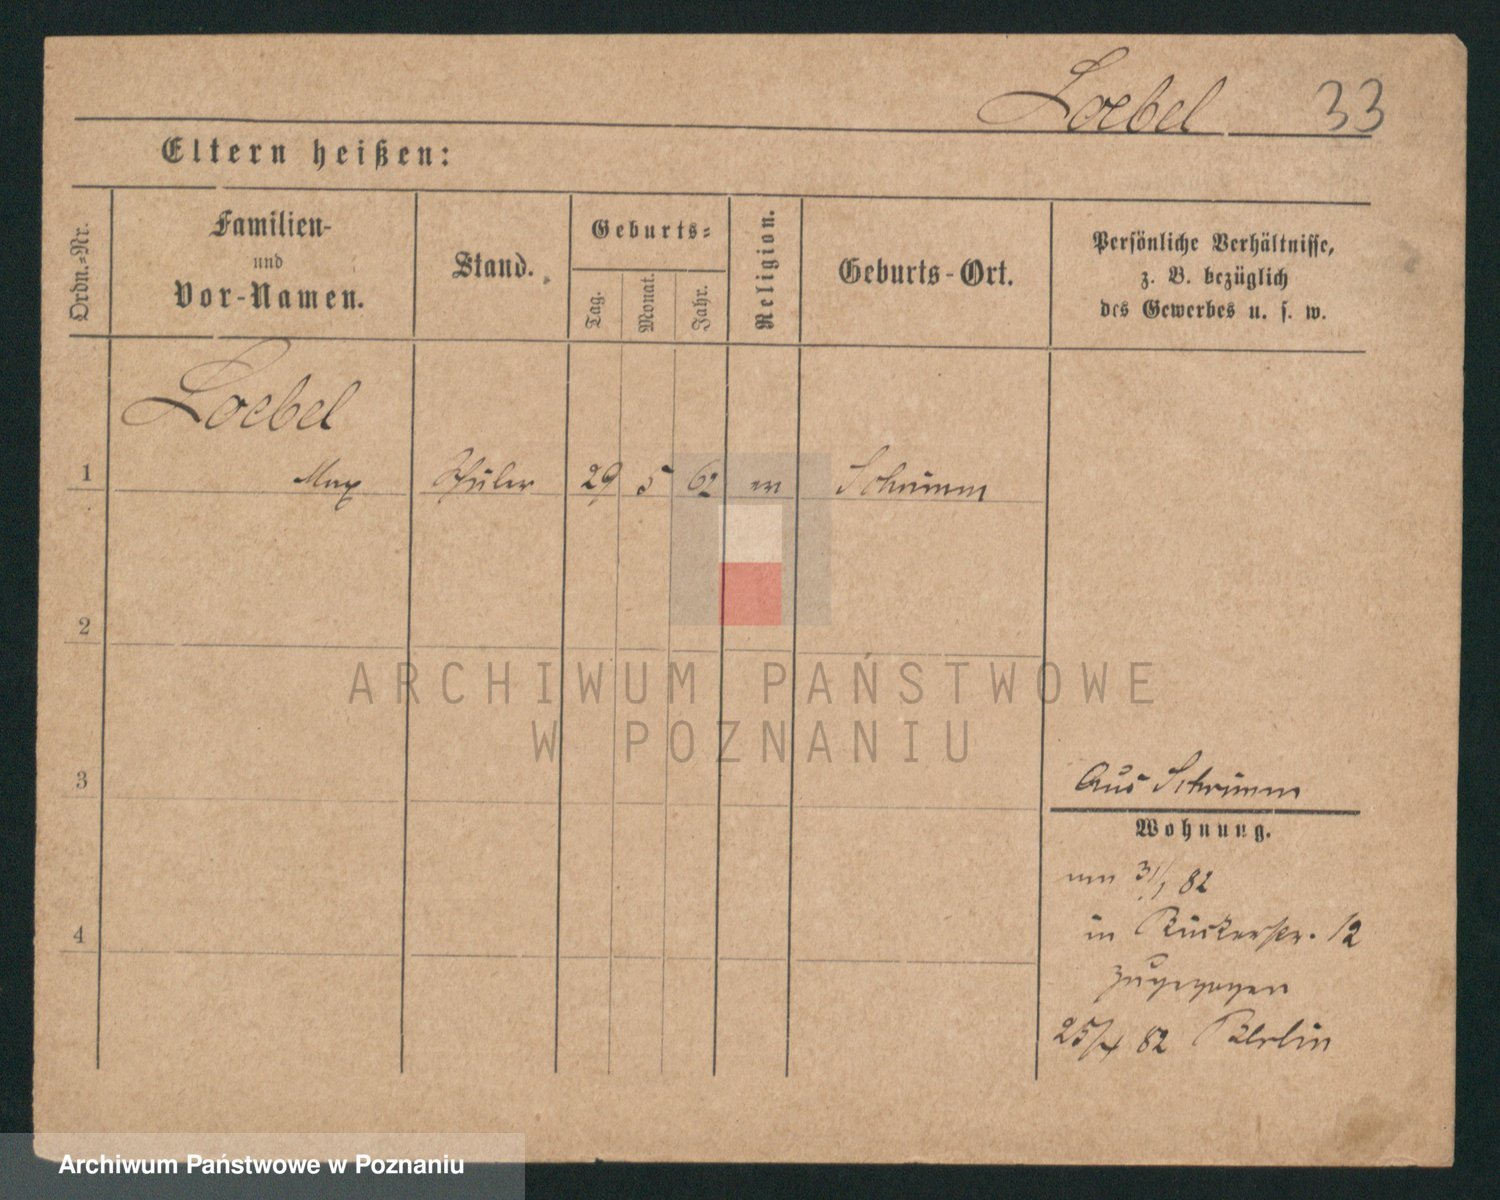 Loebel 33
Eltern heißen:
Ordn.-Nr.
Familien-
und
Vor-Namen.
Stand.
Geburts-
Tag.
Monat.
Jahr.
Religion.
Geburts-Ort.
Persönliche Verhältnisse,
z. B. bezüglich
des Gewerbes u. s. w.
Loebel
1 Max Schüler 29 5 62 Schrimm
2
ARCHIWUM PAŃSTWOWE
W POZNANIU
3
Aus Schrimm
Wohnung.
31/1 82
4
in 12
zugezogen
25/4 82 Berlin
Archiwum Państwowe w Poznaniu